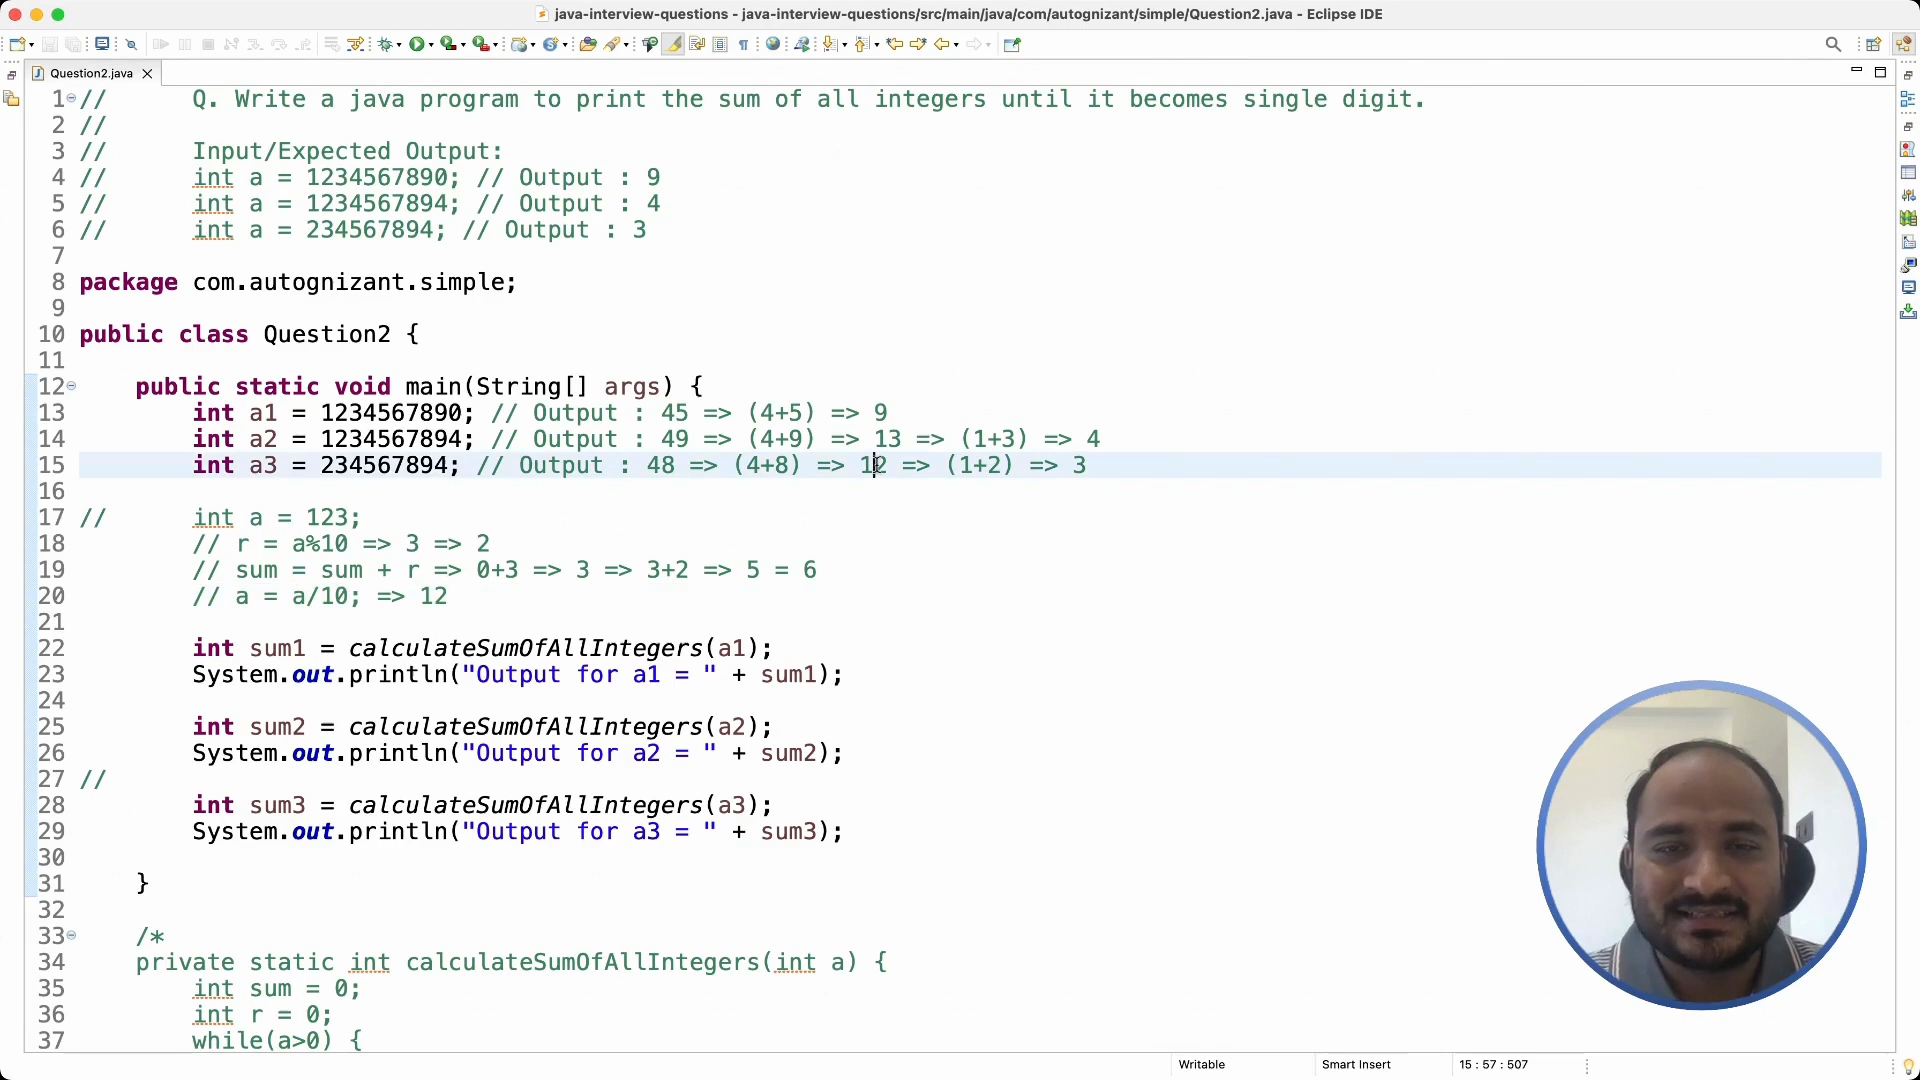 java-interview-questions - java-interview-questions/src/main/java/com/autognizant/simple/Question2.java - Eclipse IDE
Question2.java
1 // Q. Write a java program to print the sum of all integers until it becomes single digit.
2 //
3 // Input/Expected Output:
4 // int a = 1234567890; // Output : 9
5 // int a = 1234567894; // Output : 4
6 // int a = 234567894; // Output : 3
7
8 package com.autognizant.simple;
9
10 public class Question2 {
11
12 public static void main(String[] args) {
13 int a1 = 1234567890; // Output : 45 => (4+5) => 9
14 int a2 = 1234567894; // Output : 49 => (4+9) => 13 => (1+3) => 4
15 int a3 = 234567894; // Output : 48 => (4+8) => 12 => (1+2) => 3
16
17 // int a = 123;
18 // r = a%10 => 3 => 2
19 // sum = sum + r => 0+3 => 3 => 3+2 => 5 = 6
20 // a = a/10; => 12
21
22 int sum1 = calculateSumOfAllIntegers(a1);
23 System.out.println("Output for a1 = " + sum1);
24
25 int sum2 = calculateSumOfAllIntegers(a2);
26 System.out.println("Output for a2 = " + sum2);
27 //
28 int sum3 = calculateSumOfAllIntegers(a3);
29 System.out.println("Output for a3 = " + sum3);
30
31 }
32
33 /*
34 private static int calculateSumOfAllIntegers(int a) {
35 int sum = 0;
36 int r = 0;
37 while(a>0) {
Writable Smart Insert 15 : 57 : 507